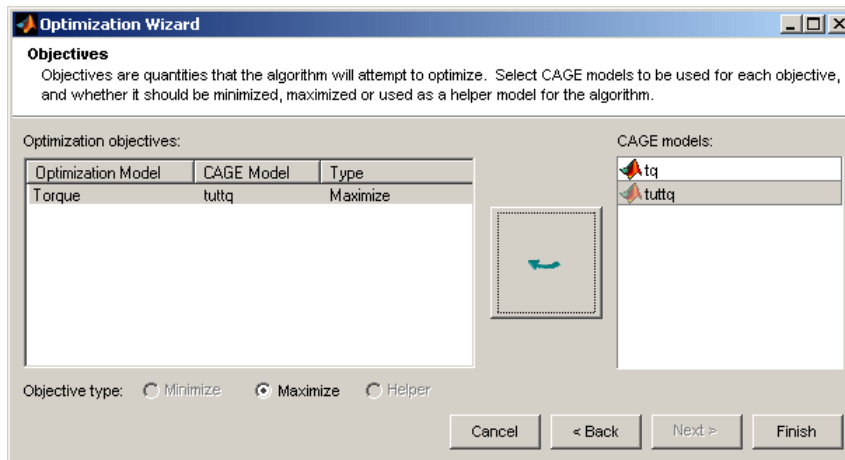 Optimization Wizard
Objectives
Objectives are quantities that the algorithm will attempt to optimize. Select CAGE models to be used for each objective,
and whether it should be minimized, maximized or used as a helper model for the algorithm.
Optimization objectives:
CAGE models:
Optimization Model CAGE Model Type
Torque tuttq Maximize
tq
tuttq
Objective type: Minimize Maximize Helper
Cancel < Back Next > Finish